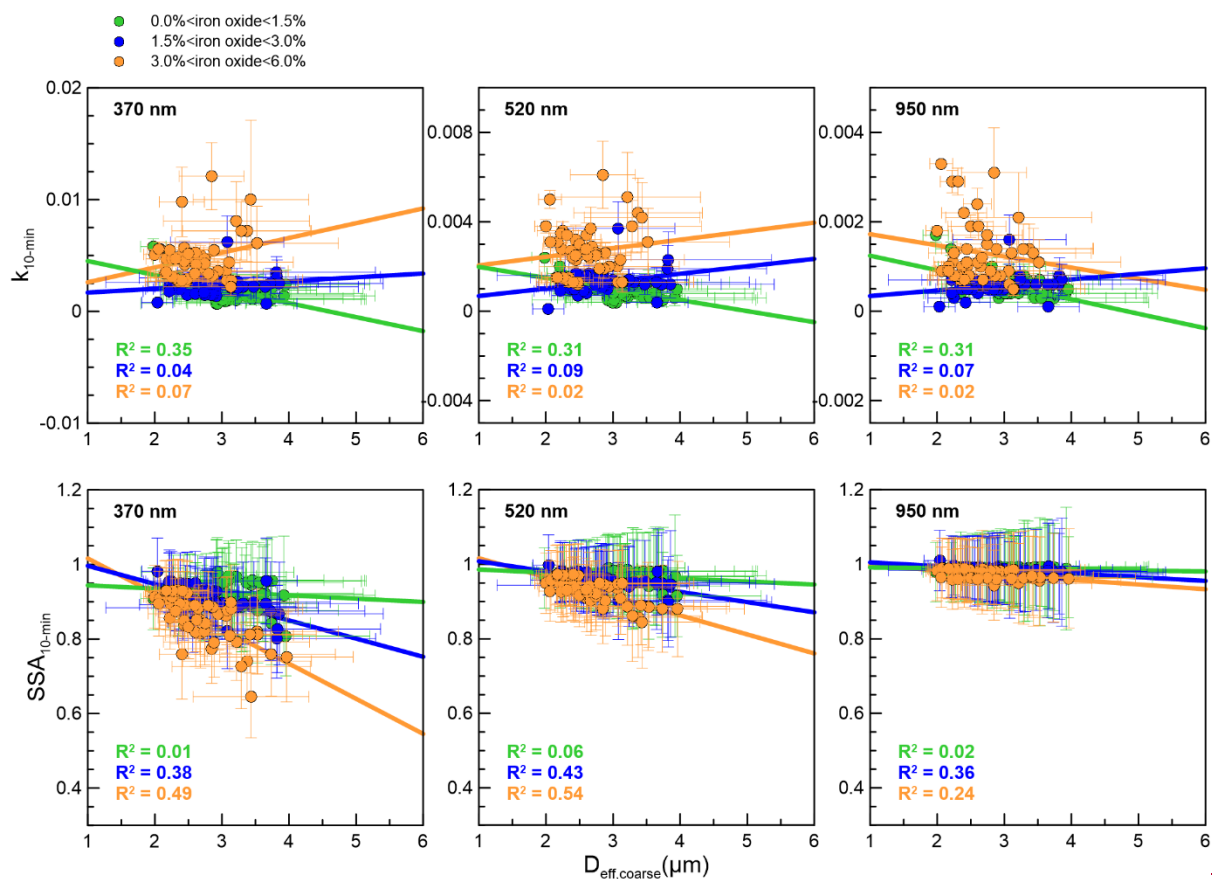 0.0%<iron oxide<1.5%
1.5%<iron oxide<3.0%
3.0%<iron oxide<6.0%
k10-min
0.02
0.01
0
-0.01
370 nm
R² = 0.35
R² = 0.04
R² = 0.07
1 2 3 4 5 6
0.008
0.004
0
-0.004
520 nm
R² = 0.31
R² = 0.09
R² = 0.02
1 2 3 4 5 6
0.004
0.002
0
-0.002
950 nm
R² = 0.31
R² = 0.07
R² = 0.02
1 2 3 4 5 6
SSA10-min
1.2
1
0.8
0.6
0.4
370 nm
R² = 0.01
R² = 0.38
R² = 0.49
1 2 3 4 5 6
1.2
1
0.8
0.6
0.4
520 nm
R² = 0.06
R² = 0.43
R² = 0.54
1 2 3 4 5 6
1.2
1
0.8
0.6
0.4
950 nm
R² = 0.02
R² = 0.36
R² = 0.24
1 2 3 4 5 6
Deff,coarse(µm)